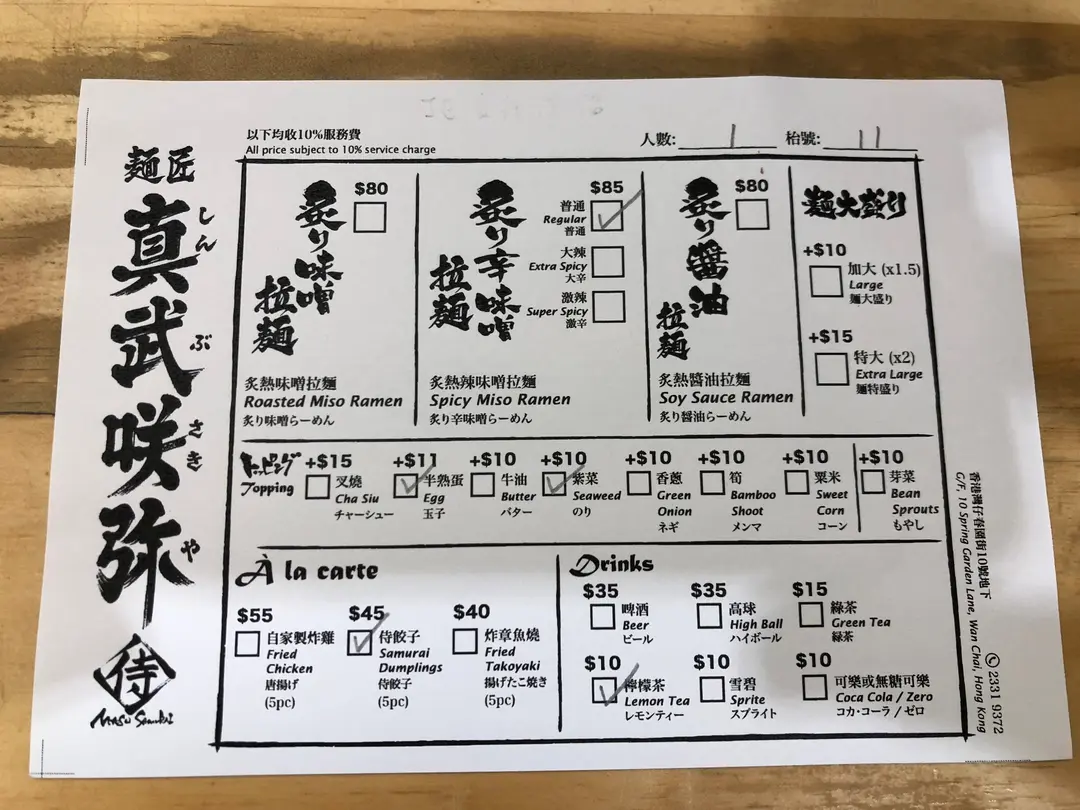 以下均收10%服務費
All price subject to 10% service charge
人數: 1
枱號: 11
麵匠
真武咲弥
しん
ぶ
さき
や
侍
炙り味噌
拉麵
$80
炙熱味噌拉麵
Roasted Miso Ramen
炙り味噌らーめん
炙り辛味噌
拉麵
$85
普通
Regular
普通
大辣
Extra Spicy
大辛
激辣
Super Spicy
激辛
炙熱辣味噌拉麵
Spicy Miso Ramen
炙り辛味噌らーめん
炙り醬油
拉麵
$80
炙熱醬油拉麵
Soy Sauce Ramen
炙り醬油らーめん
麵大盛り
+$10
加大 (x1.5)
Large
麵大盛り
+$15
特大 (x2)
Extra Large
麵特盛り
トッピング
Topping
+$15
叉燒
Cha Siu
チャーシュー
+$11
半熟蛋
Egg
玉子
+$10
牛油
Butter
バター
+$10
紫菜
Seaweed
のり
+$10
香蔥
Green
Onion
ネギ
+$10
筍
Bamboo
Shoot
メンマ
+$10
粟米
Sweet
Corn
コーン
+$10
芽菜
Bean
Sprouts
もやし
À la carte
$55
自家製炸雞
Fried
Chicken
唐揚げ
(5pc)
$45
侍餃子
Samurai
Dumplings
侍餃子
(5pc)
$40
炸章魚燒
Fried
Takoyaki
揚げたこ焼き
(5pc)
Drinks
$35
啤酒
Beer
ビール
$35
高球
High Ball
ハイボール
$15
綠茶
Green Tea
緑茶
$10
檸檬茶
Lemon Tea
レモンティー
$10
雪碧
Sprite
スプライト
$10
可樂或無糖可樂
Coca Cola / Zero
コカ・コーラ / ゼロ
香港灣仔春園街10號地下
G/F, 10 Spring Garden Lane, Wan Chai, Hong Kong
2331 9372